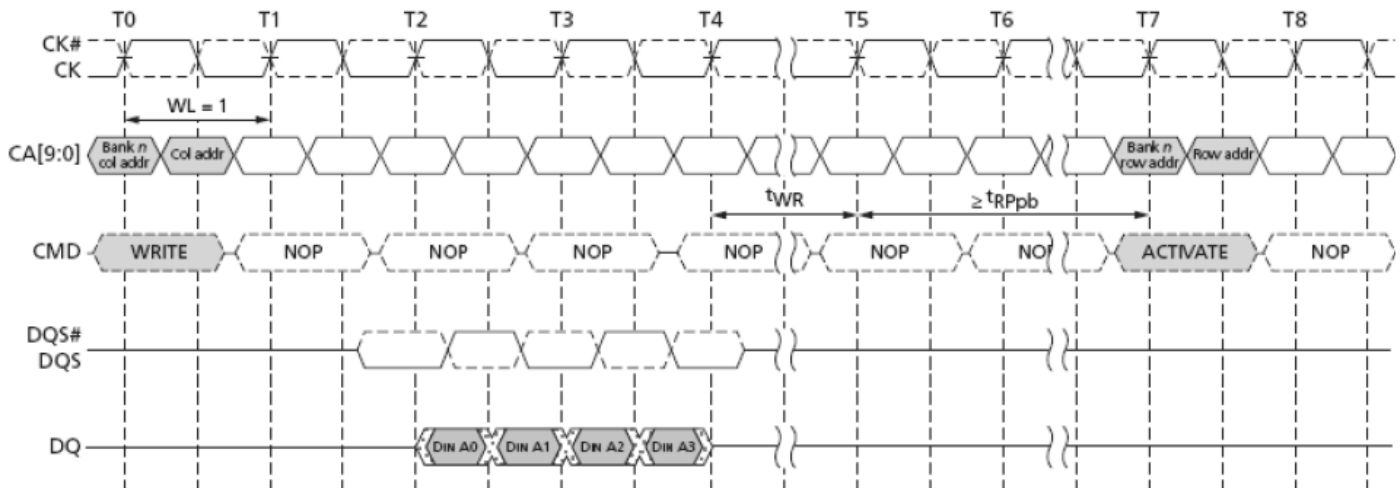 T0 T1 T2 T3 T4 T5 T6 T7 T8
CK#
CK
WL = 1
CA[9:0] Bank n col addr Col addr Bank n row addr Row addr
tWR ≥ tRPpb
CMD WRITE NOP NOP NOP NOP NOP NOP ACTIVATE NOP
DQS#
DQS
DQ DIN A0 DIN A1 DIN A2 DIN A3